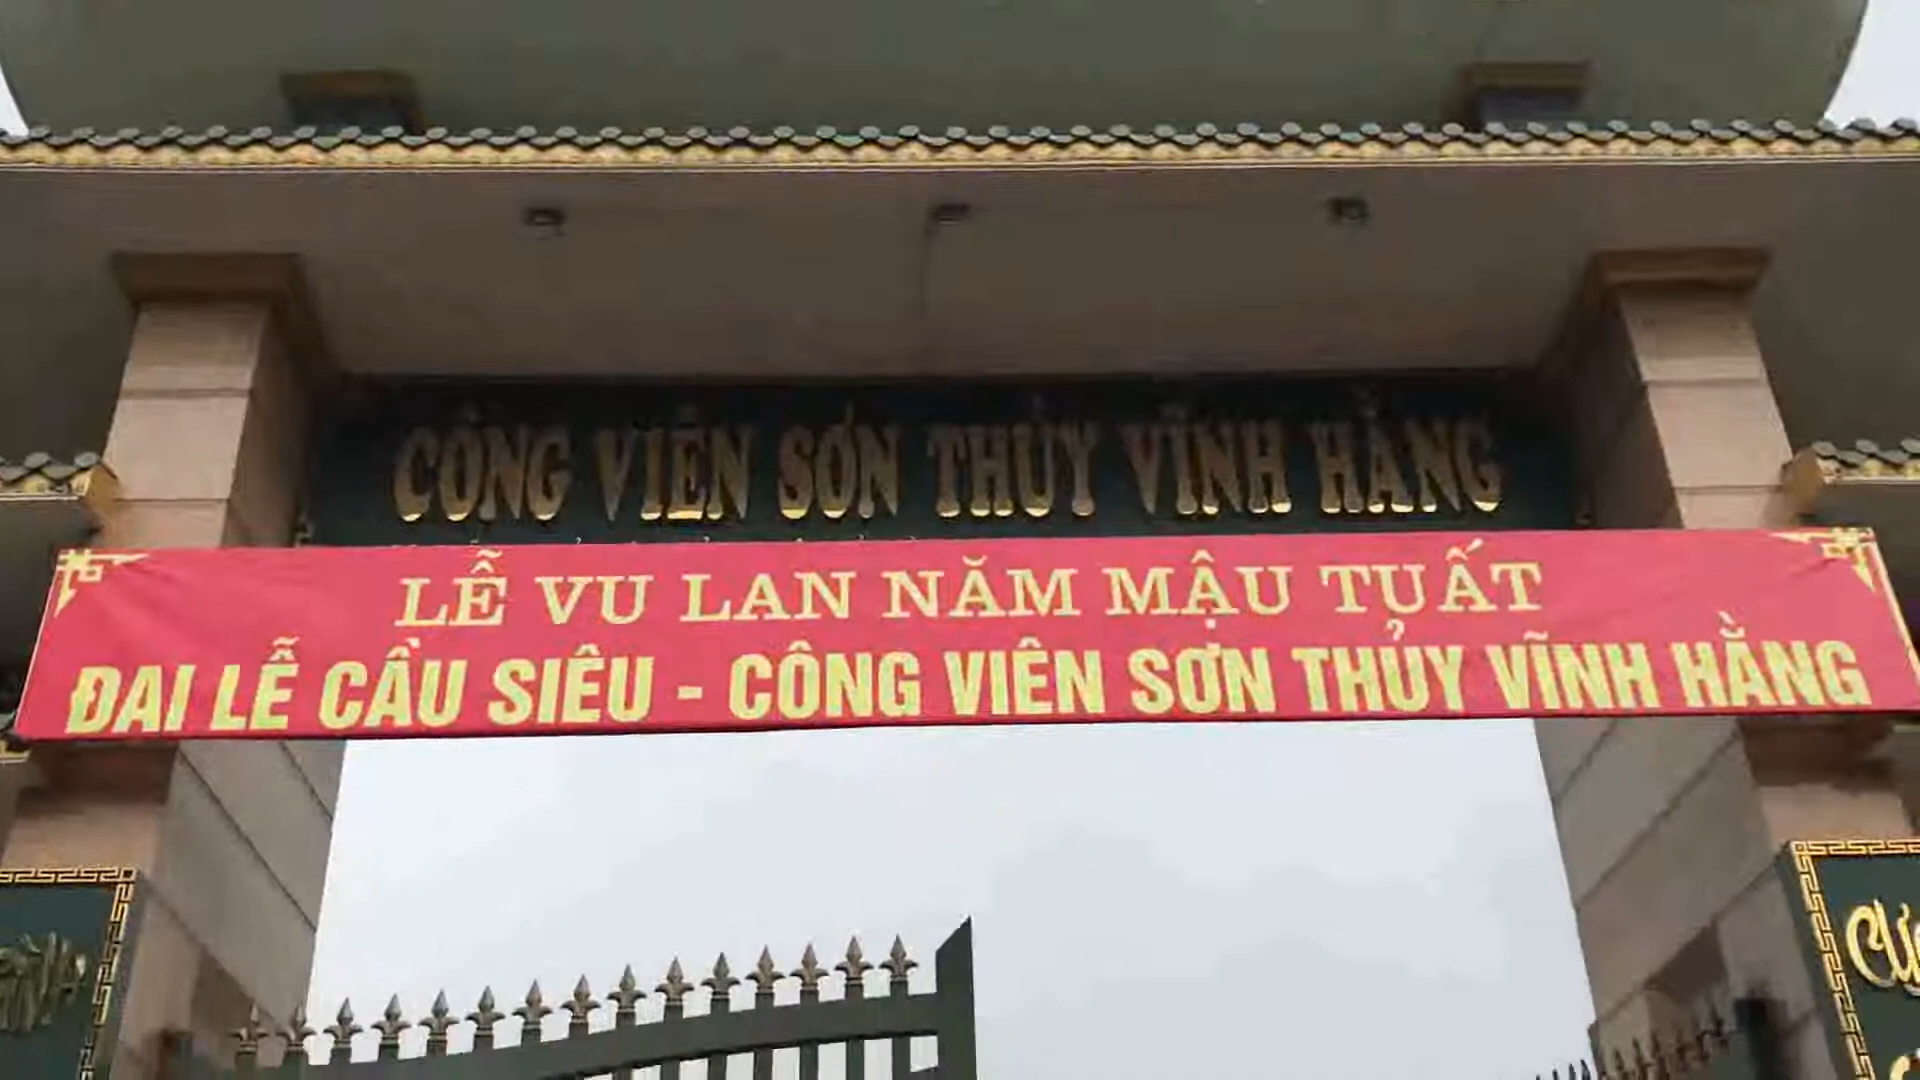 CÔNG VIÊN SƠN THỦY VĨNH HẰNG
LỄ VU LAN NĂM MẬU TUẤT
ĐẠI LỄ CẦU SIÊU - CÔNG VIÊN SƠN THỦY VĨNH HẰNG